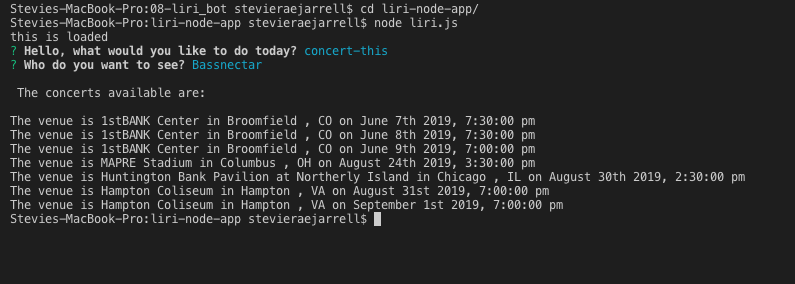 Stevies-MacBook-Pro:08-liri_bot stevieraejarrell$ cd liri-node-app/
Stevies-MacBook-Pro:liri-node-app stevieraejarrell$ node liri.js
this is loaded
? Hello, what would you like to do today? concert-this
? Who do you want to see? Bassnectar
The concerts available are:
The venue is 1stBANK Center in Broomfield , CO on June 7th 2019, 7:30:00 pm
The venue is 1stBANK Center in Broomfield , CO on June 8th 2019, 7:30:00 pm
The venue is 1stBANK Center in Broomfield , CO on June 9th 2019, 7:00:00 pm
The venue is MAPRE Stadium in Columbus , OH on August 24th 2019, 3:30:00 pm
The venue is Huntington Bank Pavilion at Northerly Island in Chicago , IL on August 30th 2019, 2:30:00 pm
The venue is Hampton Coliseum in Hampton , VA on August 31st 2019, 7:00:00 pm
The venue is Hampton Coliseum in Hampton , VA on September 1st 2019, 7:00:00 pm
Stevies-MacBook-Pro:liri-node-app stevieraejarrell$